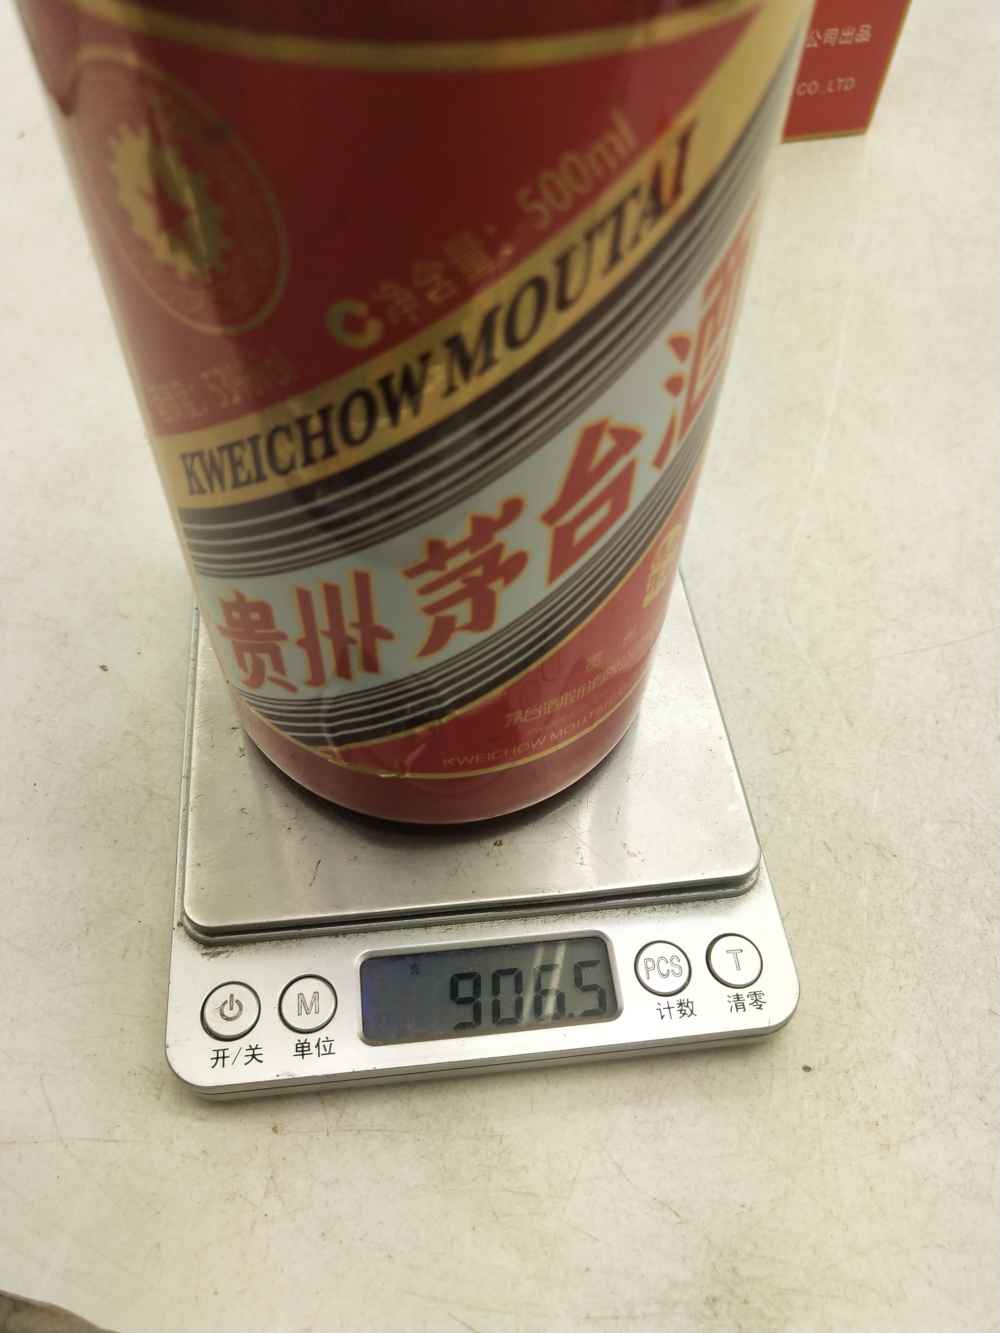 公司出品
CO.,LTD
净含量: 500ml
KWEICHOW MOUTAI
贵州茅台酒
KWEICHOW MOUTAI
906.5
PCS
T
M
计数
清零
开/关
单位